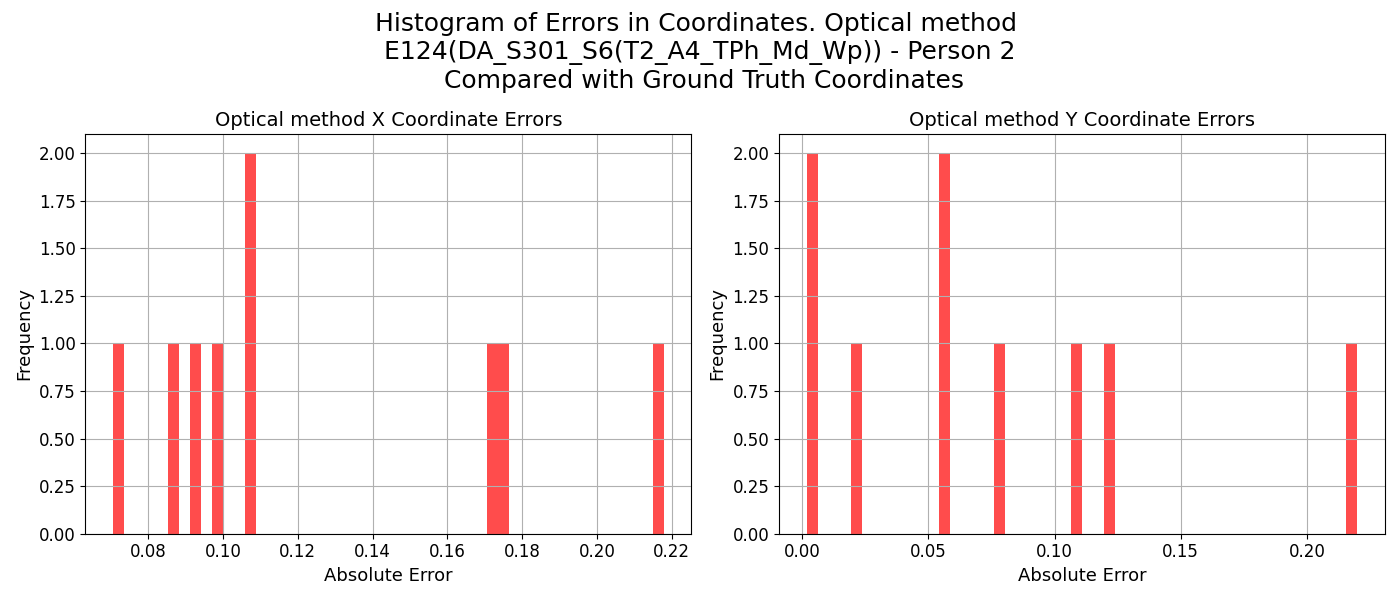 Histogram of Errors in Coordinates. Optical method
E124(DA_S301_S6(T2_A4_TPh_Md_Wp)) - Person 2
Compared with Ground Truth Coordinates
Optical method X Coordinate Errors
2.00
1.75
1.50
1.25
1.00
0.75
0.50
0.25
0.00
Frequency
0.08 0.10 0.12 0.14 0.16 0.18 0.20 0.22
Absolute Error
Optical method Y Coordinate Errors
2.00
1.75
1.50
1.25
1.00
0.75
0.50
0.25
0.00
Frequency
0.00 0.05 0.10 0.15 0.20
Absolute Error